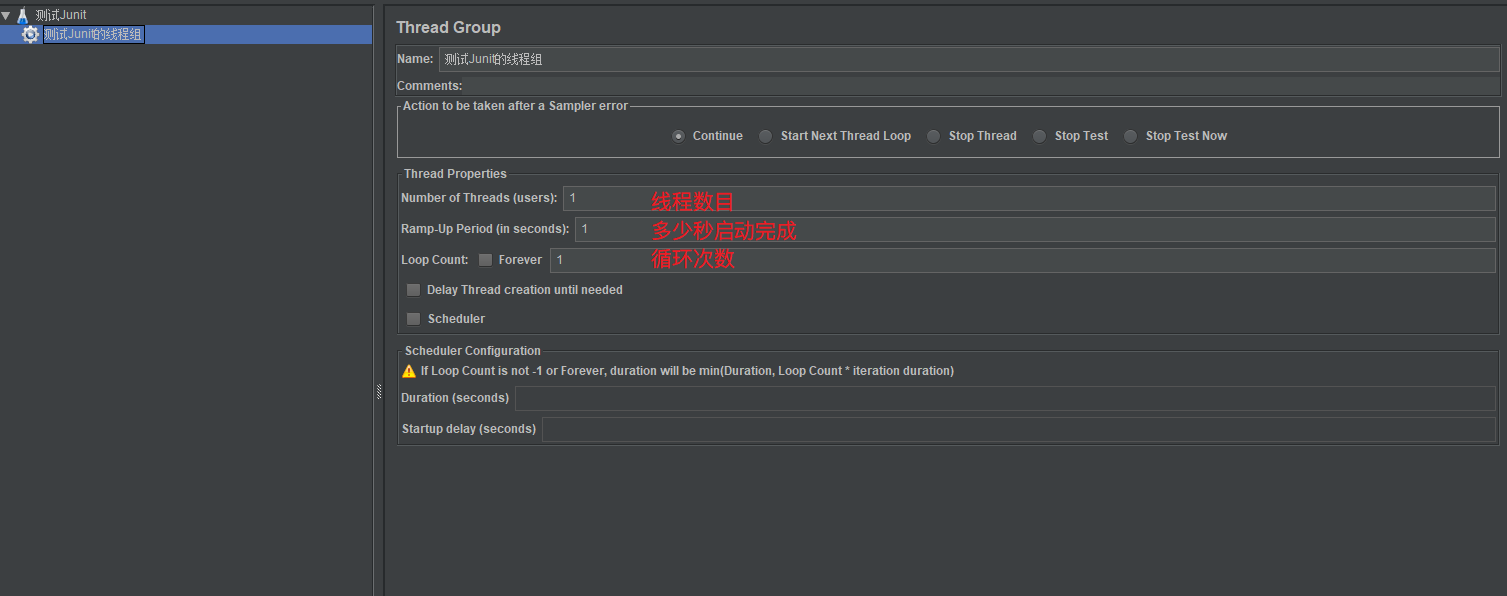 测试Junit
测试Junit的线程组
Thread Group
Name: 测试Junit的线程组
Comments:
Action to be taken after a Sampler error
Continue Start Next Thread Loop Stop Thread Stop Test Stop Test Now
Thread Properties
Number of Threads (users): 1 线程数目
Ramp-Up Period (in seconds): 1 多少秒启动完成
Loop Count: Forever 1 循环次数
Delay Thread creation until needed
Scheduler
Scheduler Configuration
If Loop Count is not -1 or Forever, duration will be min(Duration, Loop Count * iteration duration)
Duration (seconds)
Startup delay (seconds)